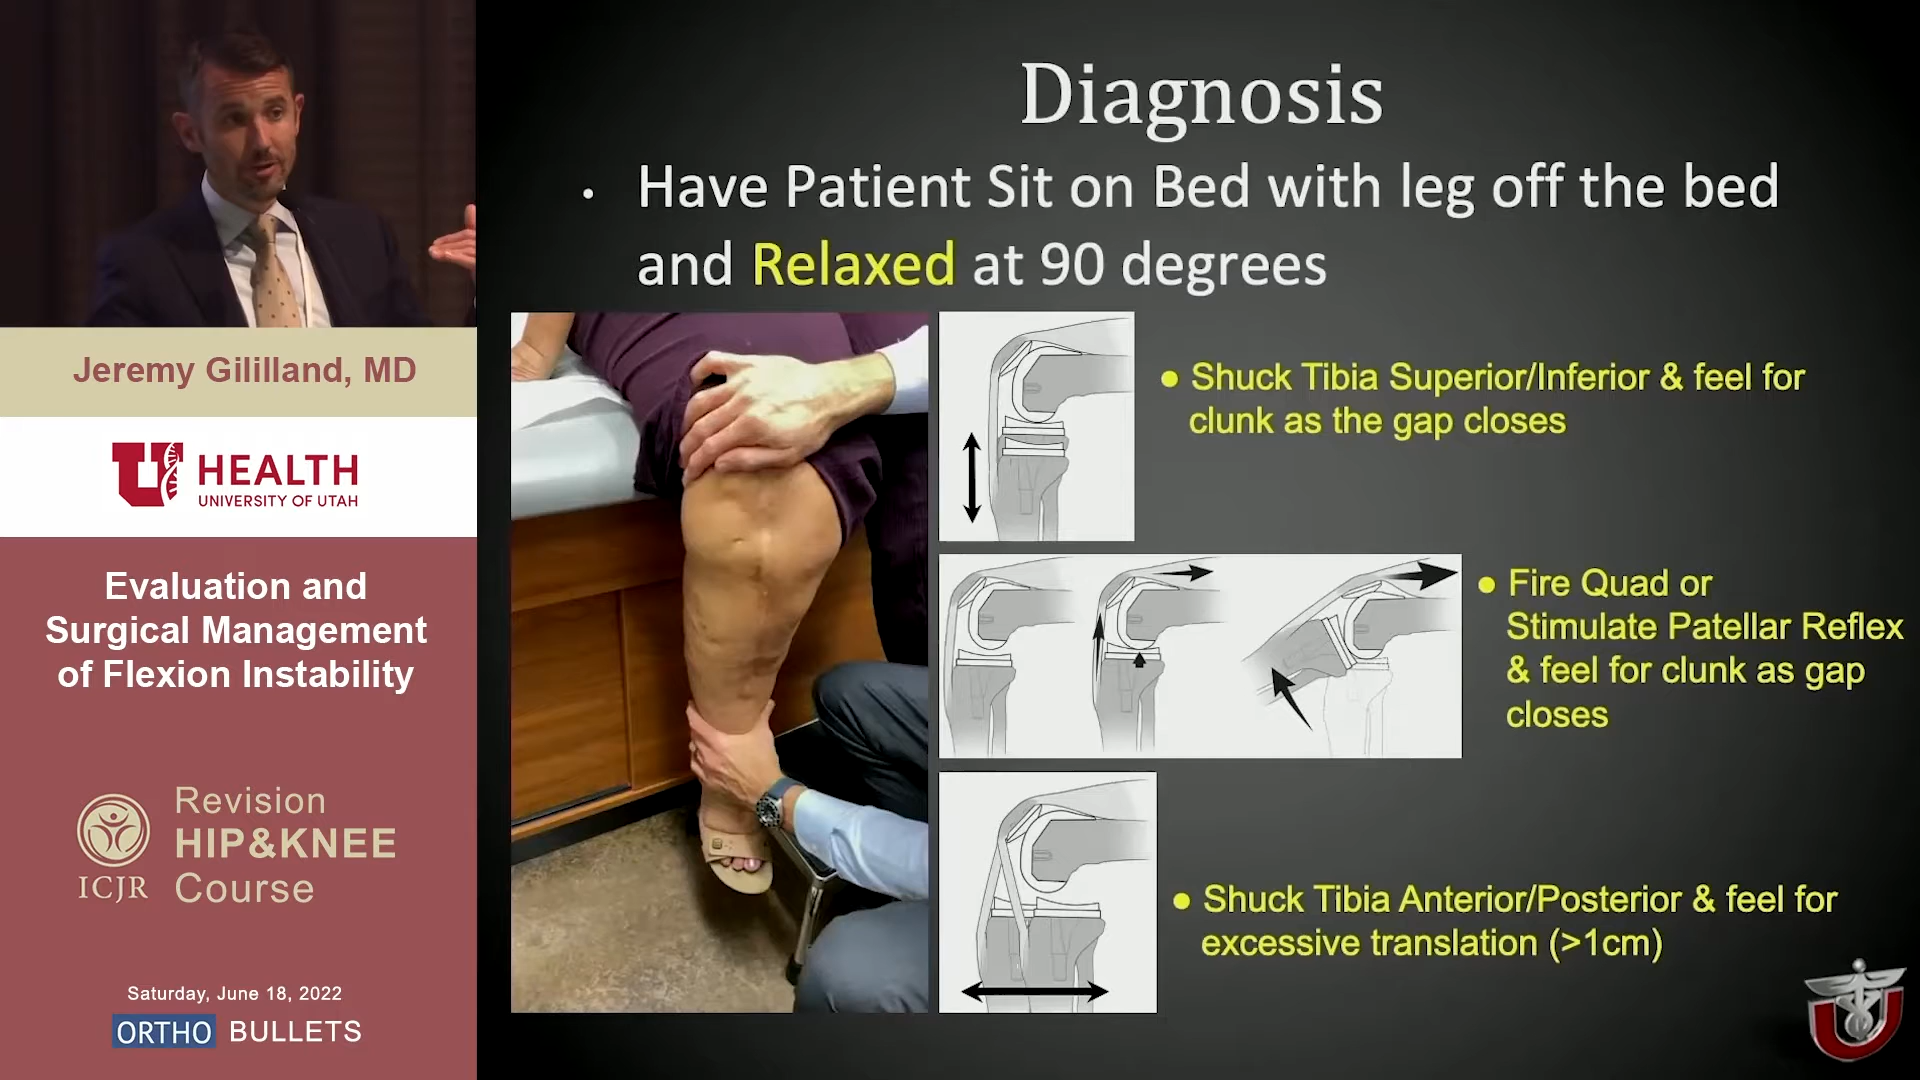 Diagnosis
• Have Patient Sit on Bed with leg off the bed
and Relaxed at 90 degrees
● Shuck Tibia Superior/Inferior & feel for
clunk as the gap closes
● Fire Quad or
Stimulate Patellar Reflex
& feel for clunk as gap
closes
● Shuck Tibia Anterior/Posterior & feel for
excessive translation (>1cm)
Jeremy Gililland, MD
U HEALTH
UNIVERSITY OF UTAH
Evaluation and
Surgical Management
of Flexion Instability
ICJR
Revision
HIP&KNEE
Course
Saturday, June 18, 2022
ORTHO BULLETS
U